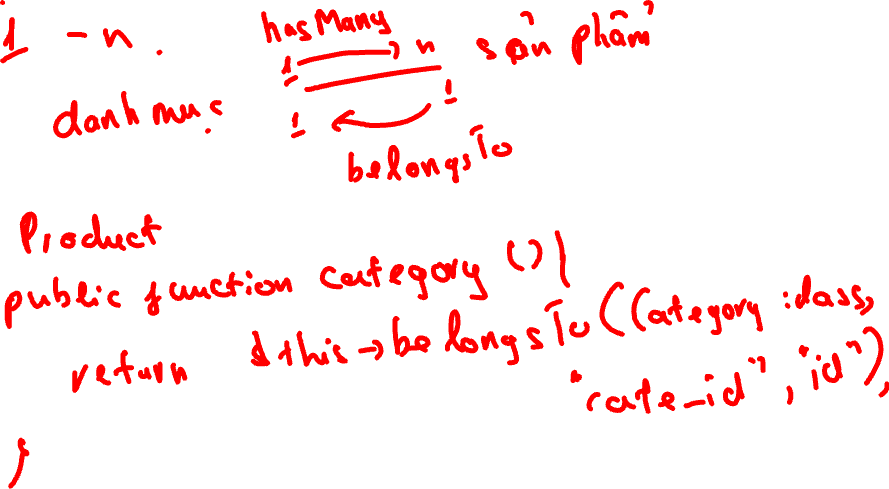 1 - n.
hasMany
1 n sản phẩm
danh mục 1 1
belongsTo
Product
public function category () {
return $this->belongsTo(Category::class,
"cate_id", "id"),
}